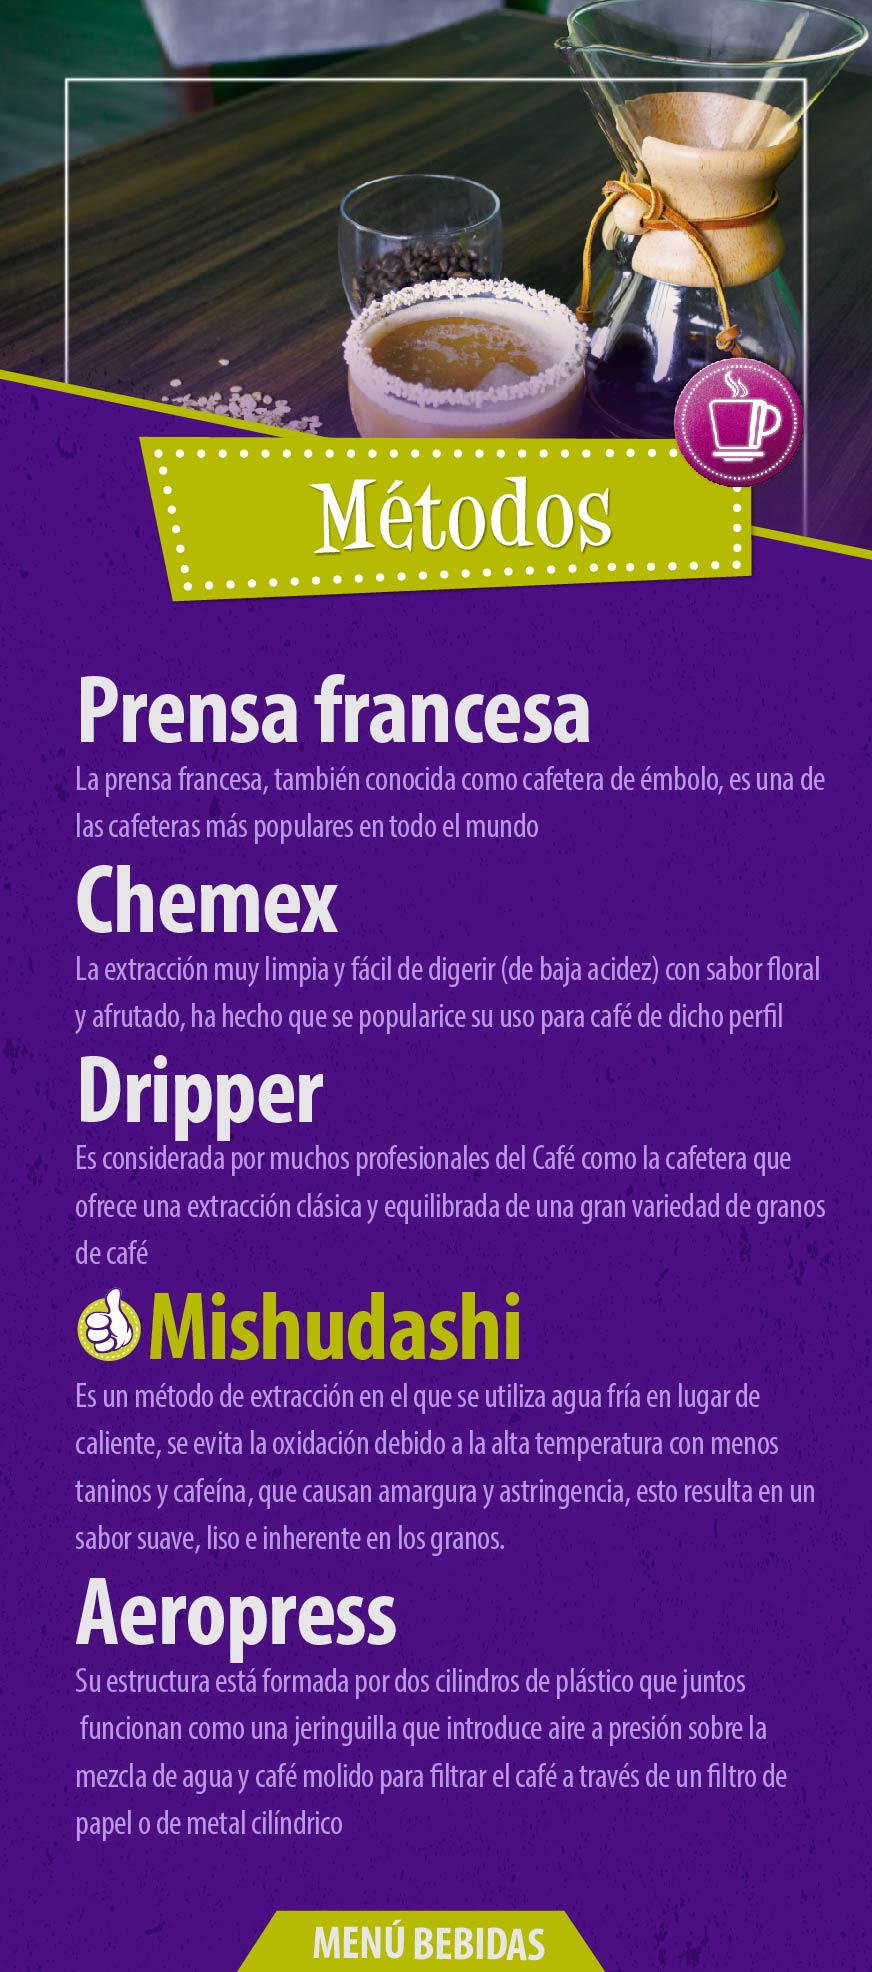 Métodos
Prensa francesa
La prensa francesa, también conocida como cafetera de émbolo, es una de
las cafeteras más populares en todo el mundo
Chemex
La extracción muy limpia y fácil de digerir (de baja acidez) con sabor floral
y afrutado, ha hecho que se popularice su uso para café de dicho perfil
Dripper
Es considerada por muchos profesionales del Café como la cafetera que
ofrece una extracción clásica y equilibrada de una gran variedad de granos
de café
Mishudashi
Es un método de extracción en el que se utiliza agua fría en lugar de
caliente, se evita la oxidación debido a la alta temperatura con menos
taninos y cafeína, que causan amargura y astringencia, esto resulta en un
sabor suave, liso e inherente en los granos.
Aeropress
Su estructura está formada por dos cilindros de plástico que juntos
funcionan como una jeringuilla que introduce aire a presión sobre la
mezcla de agua y café molido para filtrar el café a través de un filtro de
papel o de metal cilíndrico
MENÚ BEBIDAS